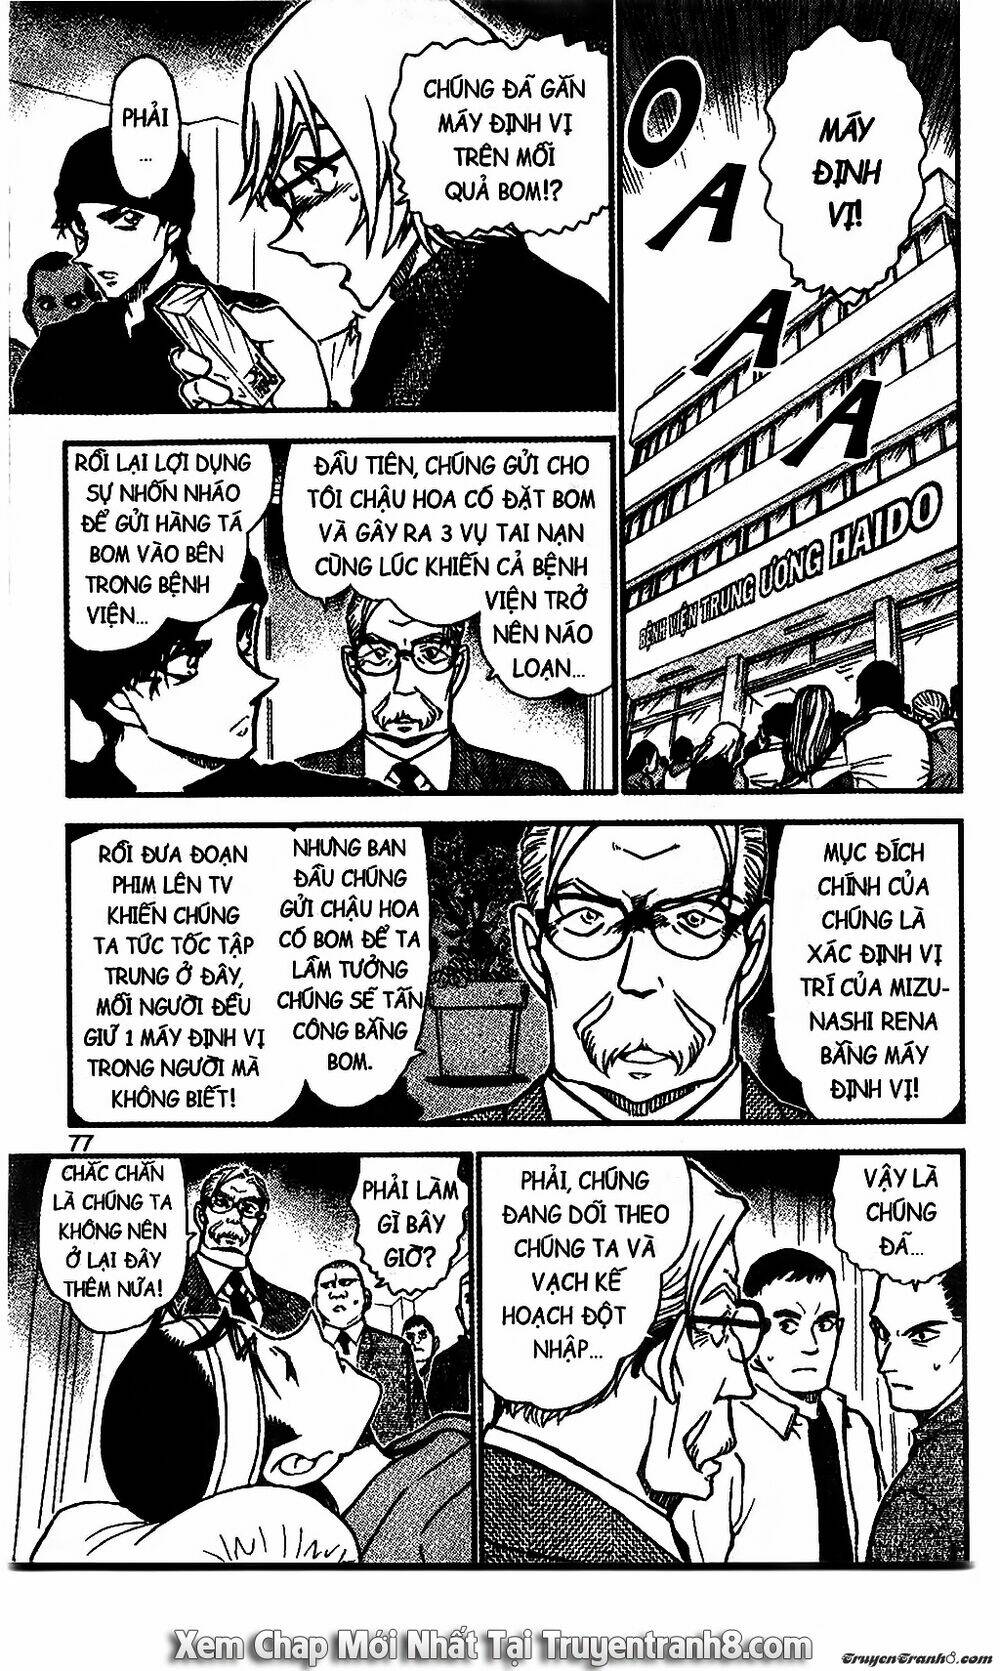 MÁY
ĐỊNH
VỊ!
O
A
A
A
BỆNH VIỆN TRUNG ƯƠNG HAIDO
CHÚNG ĐÃ GẮN
MÁY ĐỊNH VỊ
TRÊN MỖI
QUẢ BOM!?
PHẢI
...
ĐẦU TIÊN, CHÚNG GỬI CHO
TÔI CHẬU HOA CÓ ĐẶT BOM
VÀ GÂY RA 3 VỤ TAI NẠN
CÙNG LÚC KHIẾN CẢ BỆNH
VIỆN TRỞ
NÊN NÁO
LOẠN...
RỒI LẠI LỢI DỤNG
SỰ NHỐN NHÁO
ĐỂ GỬI HÀNG TÁ
BOM VÀO BÊN
TRONG BỆNH
VIỆN...
MỤC ĐÍCH
CHÍNH CỦA
CHÚNG LÀ
XÁC ĐỊNH VỊ
TRÍ CỦA MIZU-
NASHI RENA
BẰNG MÁY
ĐỊNH VỊ!
NHƯNG BAN
ĐẦU CHÚNG
GỬI CHẬU HOA
CÓ BOM ĐỂ TA
LẦM TƯỞNG
CHÚNG SẼ TẤN
CÔNG BẰNG
BOM.
RỒI ĐƯA ĐOẠN
PHIM LÊN TV
KHIẾN CHÚNG
TA TỨC TỐC TẬP
TRUNG Ở ĐÂY,
MỖI NGƯỜI ĐỀU
GIỮ 1 MÁY ĐỊNH VỊ
TRONG NGƯỜI MÀ
KHÔNG BIẾT!
77
VẬY LÀ
CHÚNG
ĐÃ...
PHẢI, CHÚNG
ĐANG DÕI THEO
CHÚNG TA VÀ
VẠCH KẾ
HOẠCH ĐỘT
NHẬP...
PHẢI LÀM
GÌ BÂY
GIỜ?
CHẮC CHẮN
LÀ CHÚNG TA
KHÔNG NÊN
Ở LẠI ĐÂY
THÊM NỮA!
Xem Chap Mới Nhất Tại Truyentranh8.com
TruyenTranh8.com